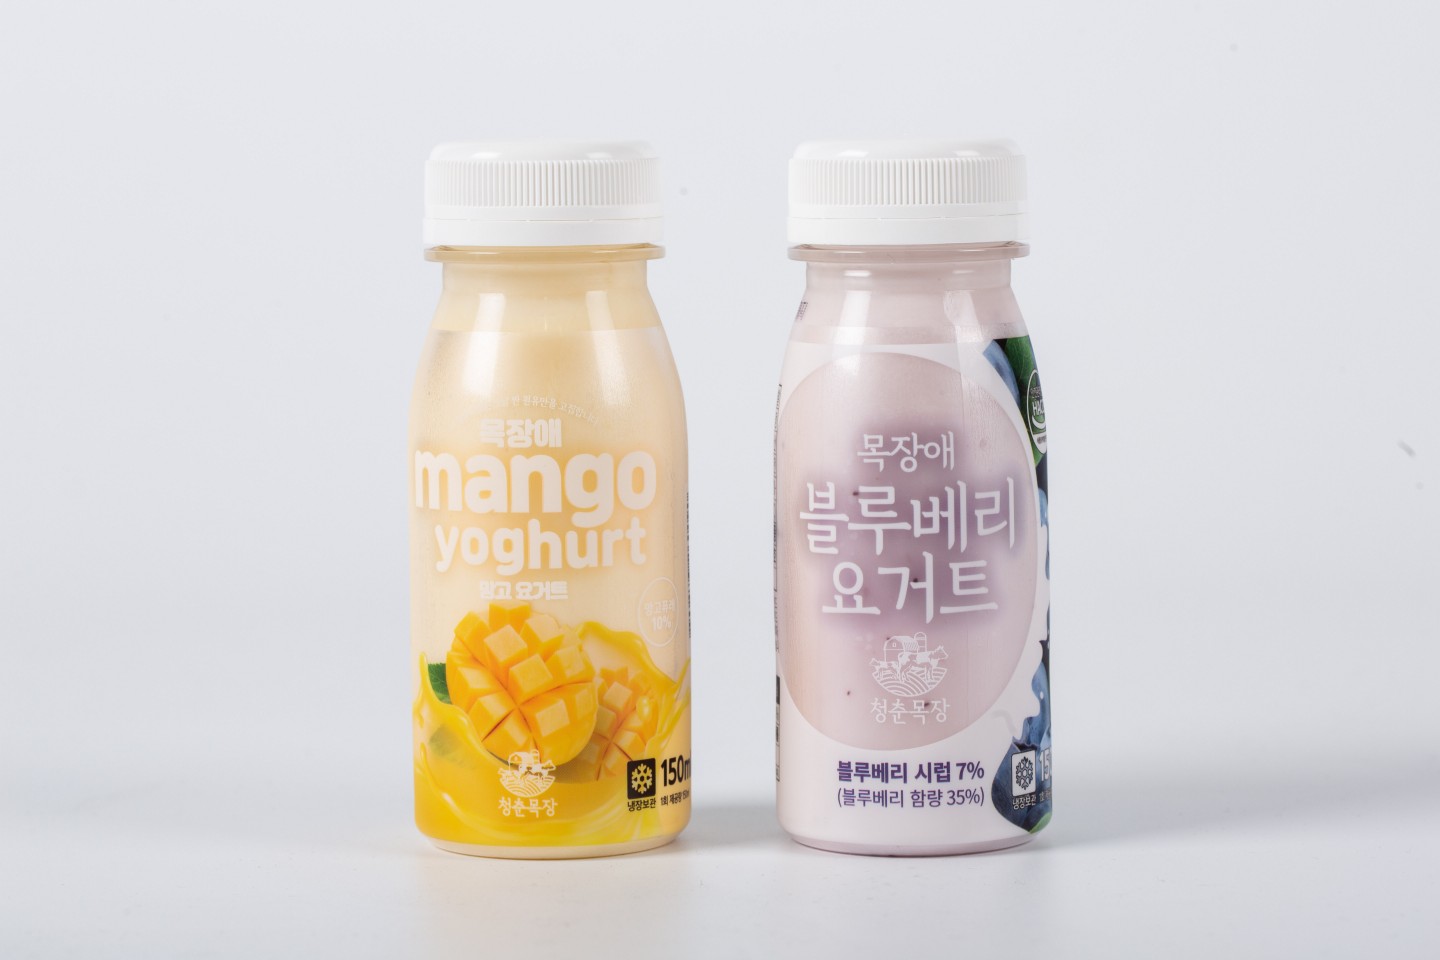 목장애
mango
yoghurt
망고 요거트
10%
청춘목장
냉장보관
150m
목장애
블루베리
요거트
청춘목장
블루베리 시럽 7%
(블루베리 함량 35%)
냉장보관